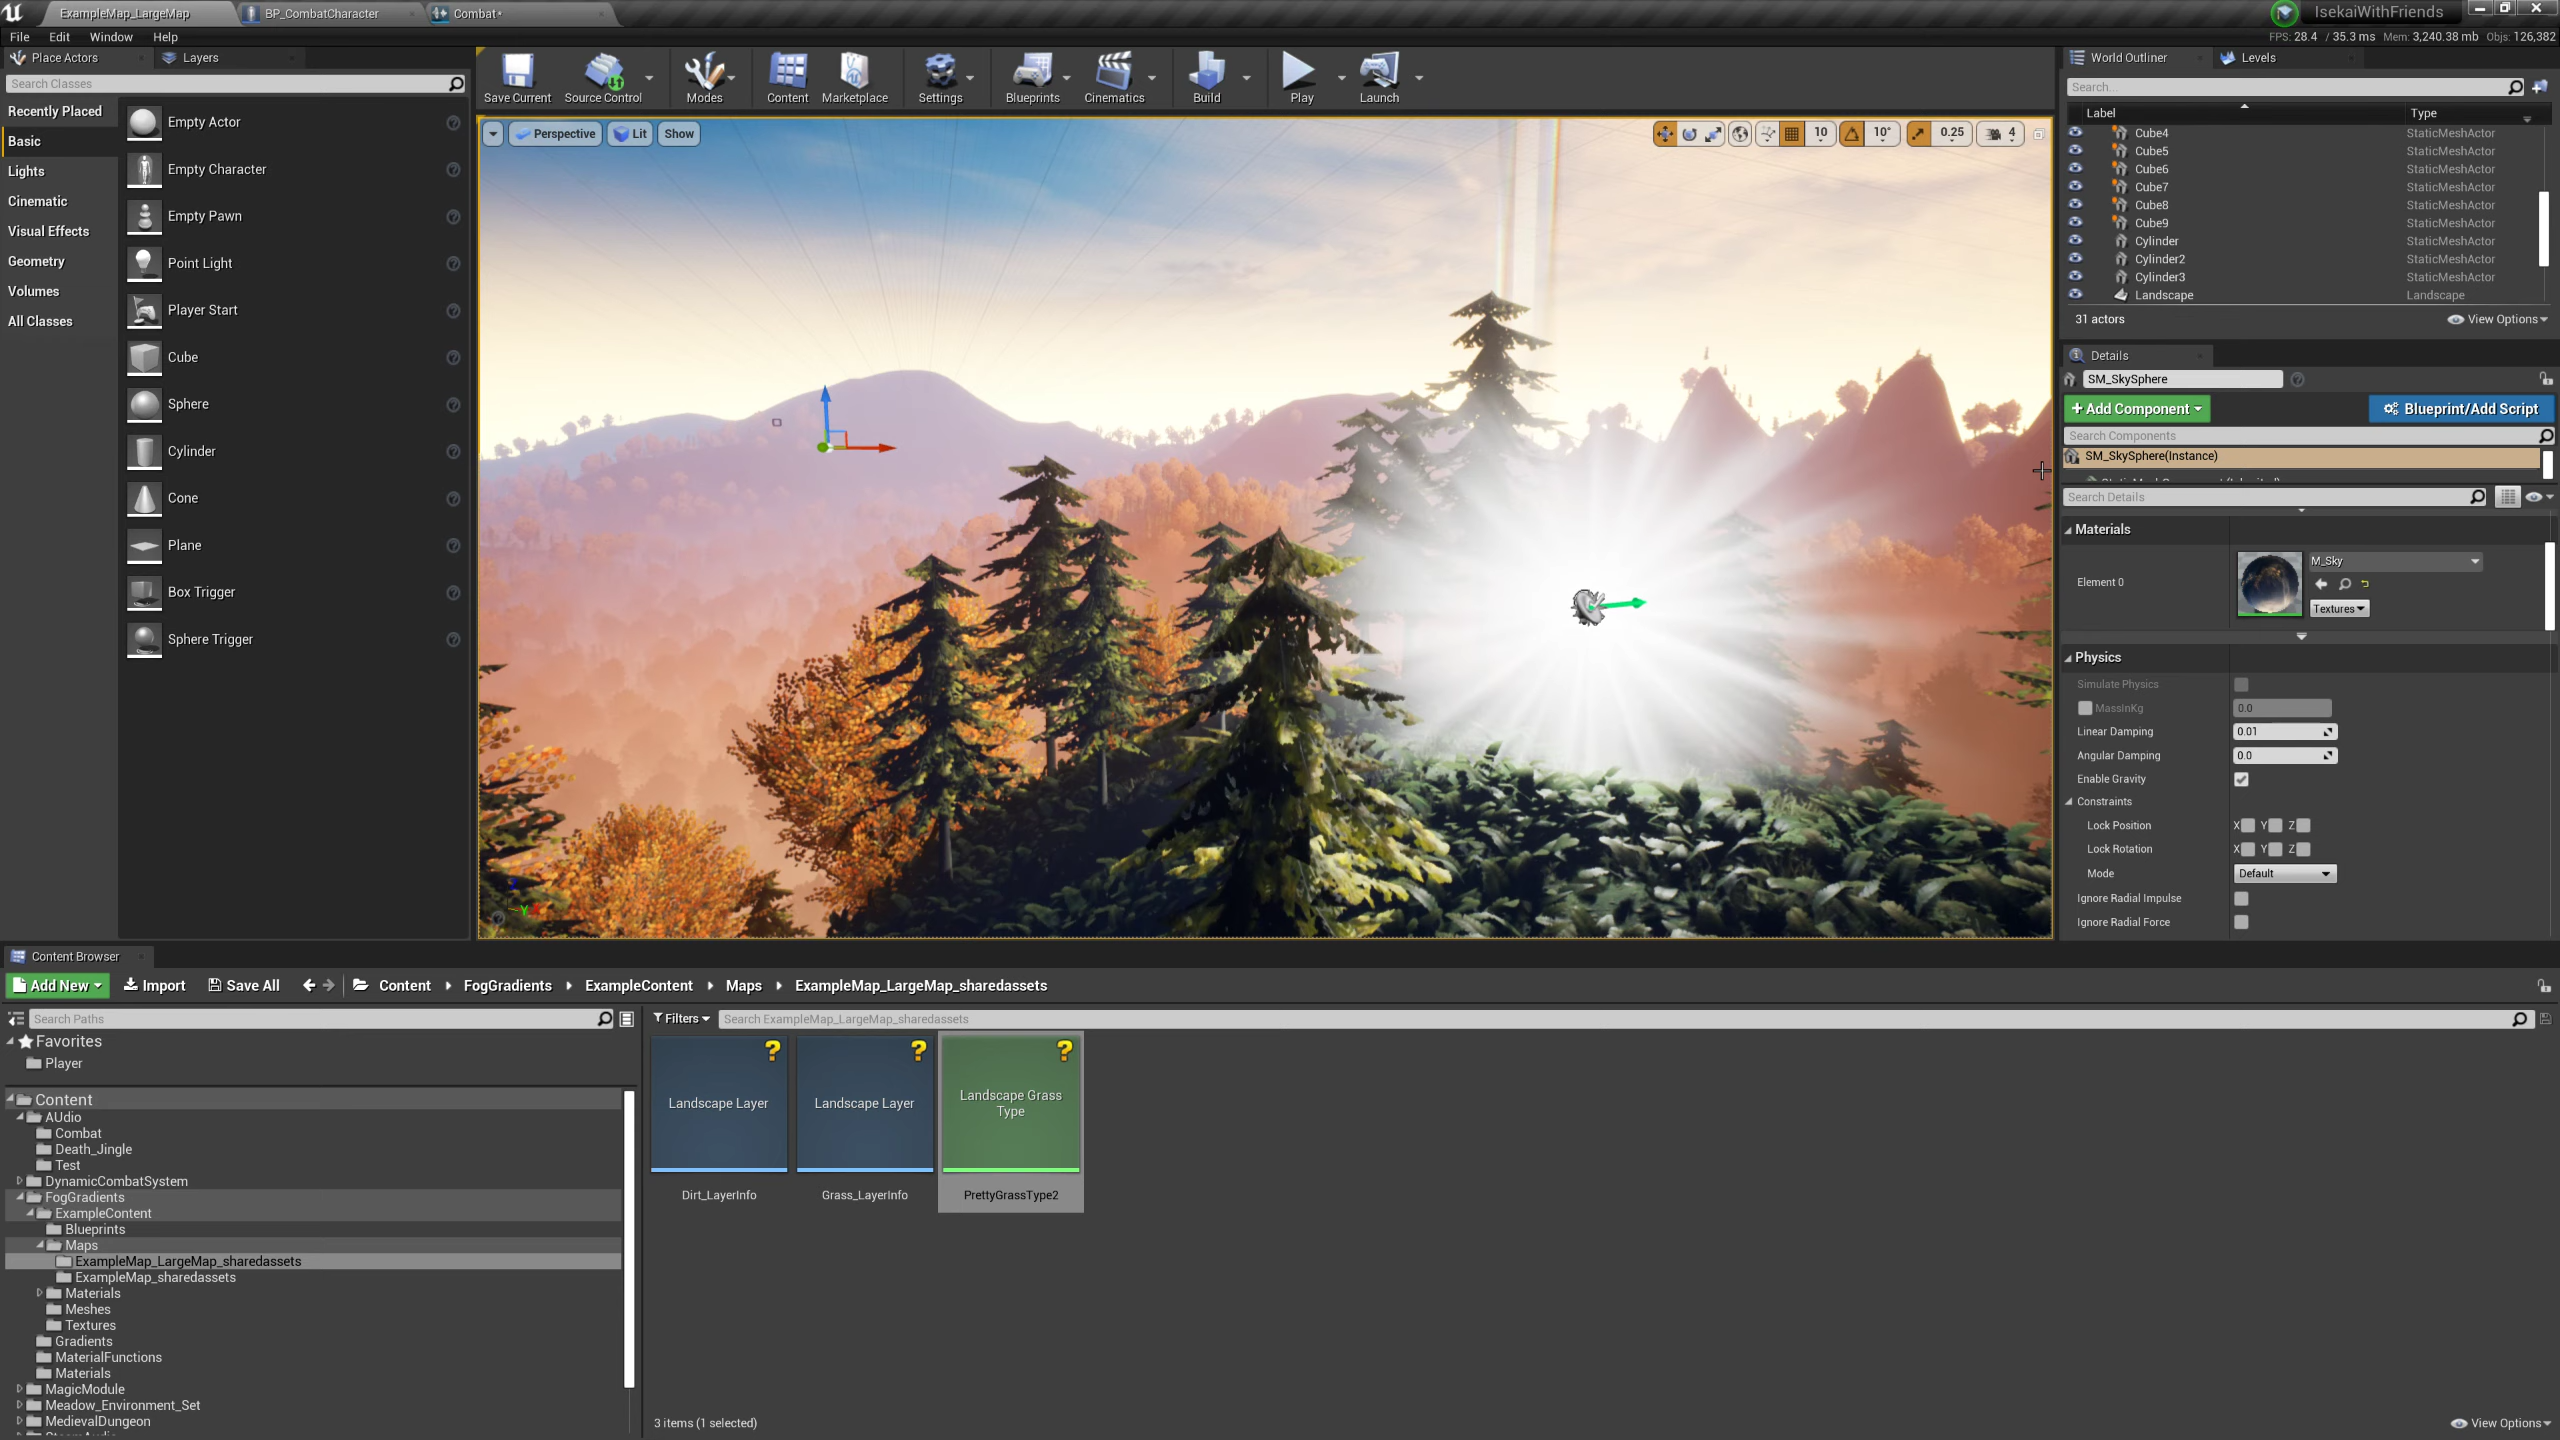 ExampleMap_LargeMap
BP_CombatCharacter
Combat*
IsekaiWithFriends
File Edit Window Help
FPS: 28.4 / 35.3 ms Mem: 3,240.38 mb Objs: 126,382
Place Actors
Layers
Search Classes
Recently Placed
Basic
Lights
Cinematic
Visual Effects
Geometry
Volumes
All Classes
Empty Actor
Empty Character
Empty Pawn
Point Light
Player Start
Cube
Sphere
Cylinder
Cone
Plane
Box Trigger
Sphere Trigger
Save Current
Source Control
Modes
Content
Marketplace
Settings
Blueprints
Cinematics
Build
Play
Launch
Perspective
Lit
Show
10
10°
0.25
4
Y
World Outliner
Levels
Search...
Label Type
Cube4 StaticMeshActor
Cube5 StaticMeshActor
Cube6 StaticMeshActor
Cube7 StaticMeshActor
Cube8 StaticMeshActor
Cube9 StaticMeshActor
Cylinder StaticMeshActor
Cylinder2 StaticMeshActor
Cylinder3 StaticMeshActor
Landscape Landscape
31 actors
View Options
Details
SM_SkySphere
+ Add Component
Blueprint/Add Script
Search Components
SM_SkySphere(Instance)
Search Details
Materials
Element 0
M_Sky
Textures
Physics
Simulate Physics
MassInKg 0.0
Linear Damping 0.01
Angular Damping 0.0
Enable Gravity
Constraints
Lock Position X Y Z
Lock Rotation X Y Z
Mode Default
Ignore Radial Impulse
Ignore Radial Force
Content Browser
Add New
Import
Save All
Content
FogGradients
ExampleContent
Maps
ExampleMap_LargeMap_sharedassets
Search Paths
Filters
Search ExampleMap_LargeMap_sharedassets
Favorites
Player
Content
AUdio
Combat
Death_Jingle
Test
DynamicCombatSystem
FogGradients
ExampleContent
Blueprints
Maps
ExampleMap_LargeMap_sharedassets
ExampleMap_sharedassets
Materials
Meshes
Textures
Gradients
MaterialFunctions
Materials
MagicModule
Meadow_Environment_Set
MedievalDungeon
Landscape Layer
Dirt_LayerInfo
Landscape Layer
Grass_LayerInfo
Landscape Grass
Type
PrettyGrassType2
3 items (1 selected)
View Options